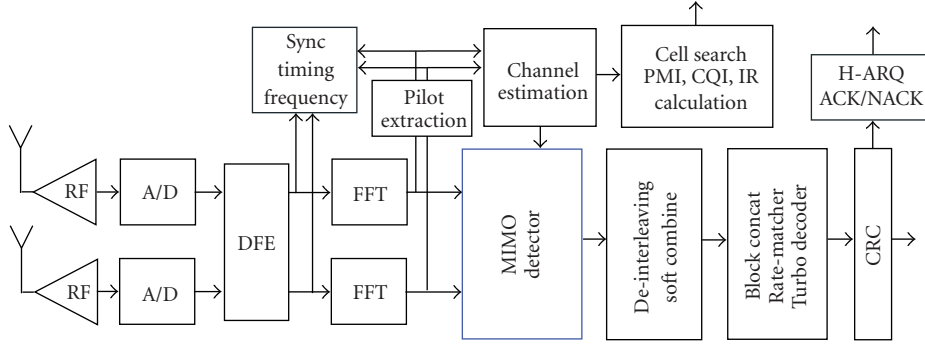 Sync
timing
frequency
Pilot
extraction
Channel
estimation
Cell search
PMI, CQI, IR
calculation
H-ARQ
ACK/NACK
RF
A/D
DFE
FFT
MIMO
detector
De-interleaving
soft combine
Block concat
Rate-matcher
Turbo decoder
CRC
RF
A/D
FFT